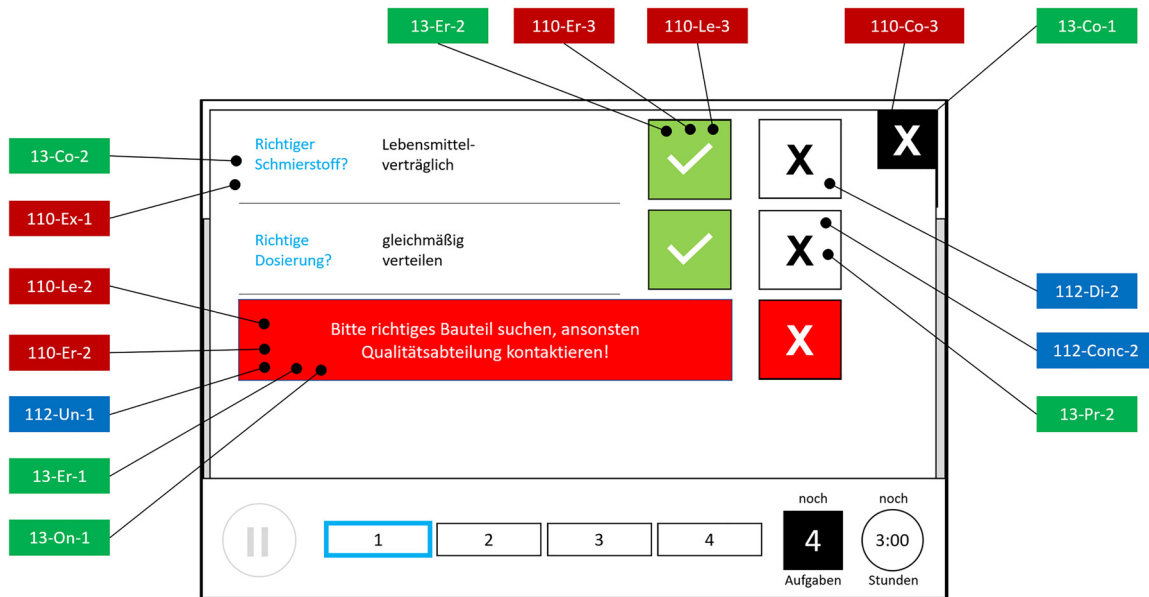 13-Er-2
110-Er-3
110-Le-3
110-Co-3
13-Co-1
13-Co-2
110-Ex-1
110-Le-2
110-Er-2
112-Un-1
13-Er-1
13-On-1
Richtiger
Schmierstoff?
Lebensmittel-
verträglich
X
X
Richtige
Dosierung?
gleichmäßig
verteilen
X
Bitte richtiges Bauteil suchen, ansonsten
Qualitätsabteilung kontaktieren!
X
112-Di-2
112-Conc-2
13-Pr-2
1
2
3
4
noch
4
Aufgaben
noch
3:00
Stunden